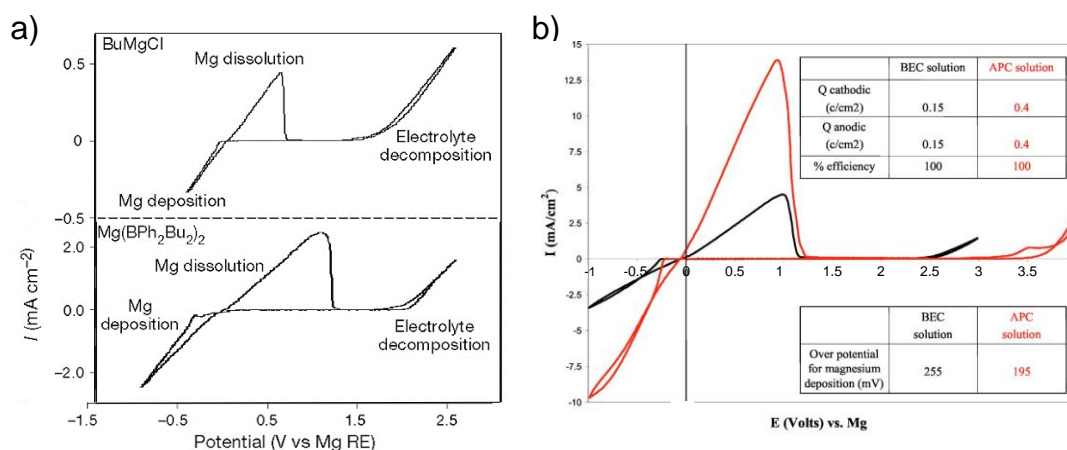 a)
BuMgCl
Mg dissolution
0.5
0
Electrolyte
decomposition
Mg deposition
−0.5
Mg(BPh2Bu2)2
2.0
Mg dissolution
Mg
deposition
0.0
Electrolyte
decomposition
−2.0
I (mA cm−2)
−1.5 −0.5 0.5 1.5 2.5
Potential (V vs Mg RE)
b)
15
12.5
10
7.5
5
2.5
0
-2.5
-5
-7.5
-10
I (mA/cm2)
-1 0 0.5 1 1.5 2 2.5 3 3.5
E (Volts) vs. Mg
BEC solution APC solution
Q cathodic
(c/cm2) 0.15 0.4
Q anodic
(c/cm2) 0.15 0.4
% efficiency 100 100
BEC APC
solution solution
Over potential
for magnesium
deposition (mV) 255 195